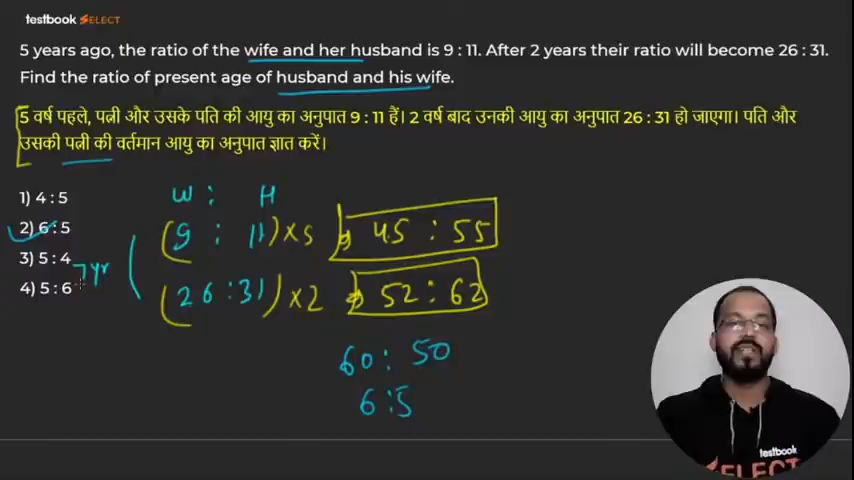 testbook SELECT
5 years ago, the ratio of the wife and her husband is 9 : 11. After 2 years their ratio will become 26 : 31.
Find the ratio of present age of husband and his wife.
5 वर्ष पहले, पत्नी और उसके पति की आयु का अनुपात 9 : 11 हैं। 2 वर्ष बाद उनकी आयु का अनुपात 26 : 31 हो जाएगा। पति और
उसकी पत्नी की वर्तमान आयु का अनुपात ज्ञात करें।
1) 4 : 5
2) 6 : 5
3) 5 : 4
4) 5 : 6
W : H
(9 : 11) × 5 45 : 55
7 yr
(26 : 31) × 2 52 : 62
60 : 50
6 : 5
testbook
SELECT